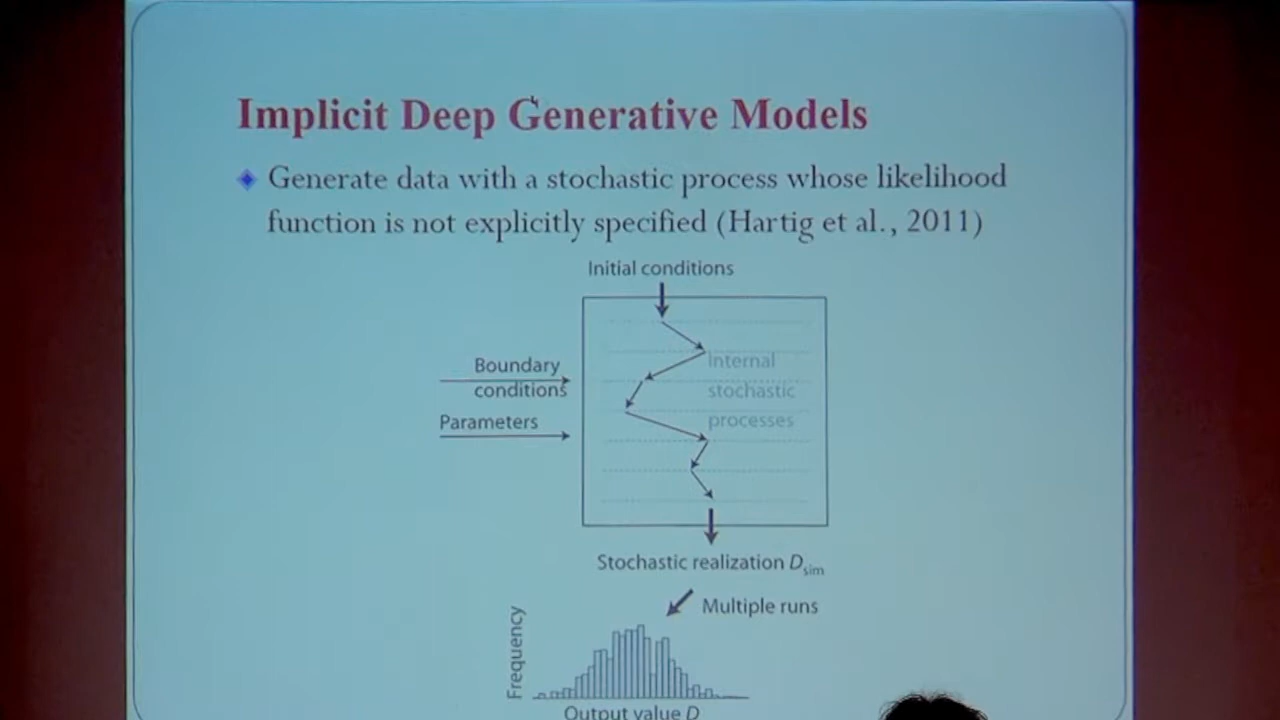 Implicit Deep Generative Models
Generate data with a stochastic process whose likelihood
function is not explicitly specified (Hartig et al., 2011)
Initial conditions
Boundary
conditions
Parameters
Internal
stochastic
processes
Stochastic realization Dsim
Multiple runs
Frequency
Output value D